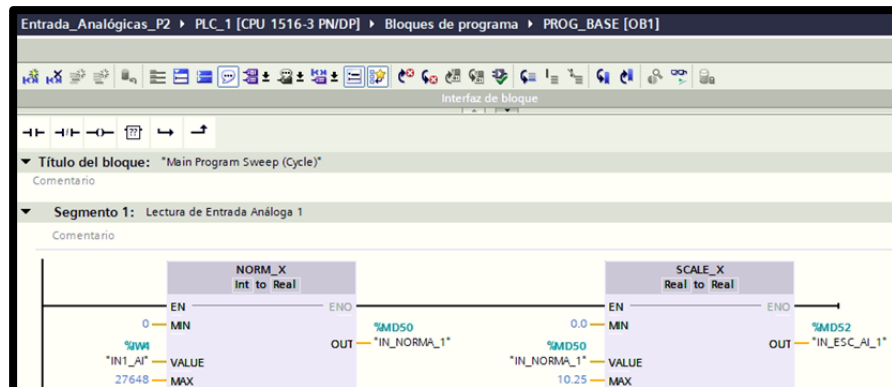 Entrada_Analógicas_P2 ▸ PLC_1 [CPU 1516-3 PN/DP] ▸ Bloques de programa ▸ PROG_BASE [OB1]
Interfaz de bloque
??
Título del bloque: "Main Program Sweep (Cycle)"
Comentario
Segmento 1: Lectura de Entrada Análoga 1
Comentario
NORM_X SCALE_X
Int to Real Real to Real
EN ENO EN ENO
0 MIN 0.0 MIN
%MD50 %MD52
OUT "IN_NORMA_1" OUT "IN_ESC_AI_1"
%IW4 %MD50
"IN1_AI" VALUE "IN_NORMA_1" VALUE
27648 MAX 10.25 MAX